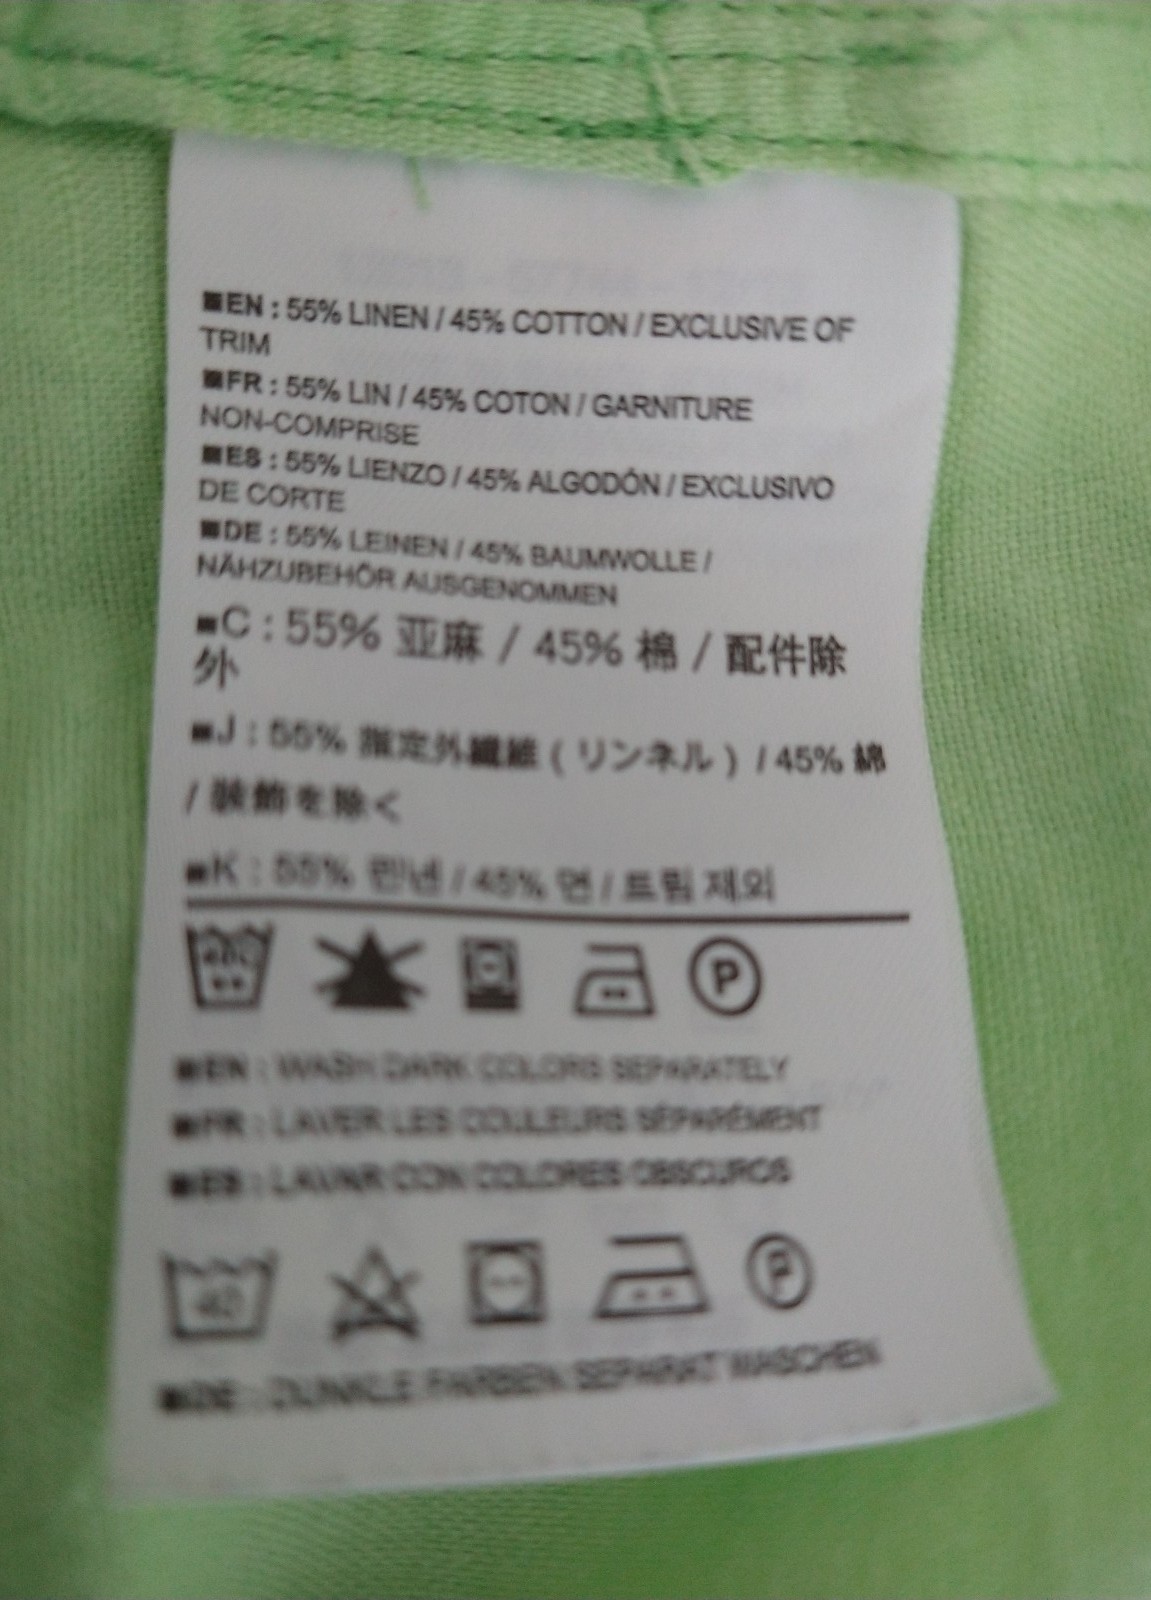 ■EN : 55% LINEN / 45% COTTON / EXCLUSIVE OF
TRIM
■FR : 55% LIN / 45% COTON / GARNITURE
NON-COMPRISE
■ES : 55% LIENZO / 45% ALGODÓN / EXCLUSIVO
DE CORTE
■DE : 55% LEINEN / 45% BAUMWOLLE /
NÄHZUBEHÖR AUSGENOMMEN
■C : 55% 亚麻 / 45% 棉 / 配件除
外
■J : 55% 指定外繊維 ( リンネル ) / 45% 綿
/ 装飾を除く
■K : 55% 린넨 / 45% 면 / 트림 제외
P
■EN : WASH DARK COLORS SEPARATELY
■FR : LAVER LES COULEURS SÉPARÉMENT
■ES : LAVAR CON COLORES OBSCUROS
40 P
■DE : DUNKLE FARBEN SEPARAT WASCHEN